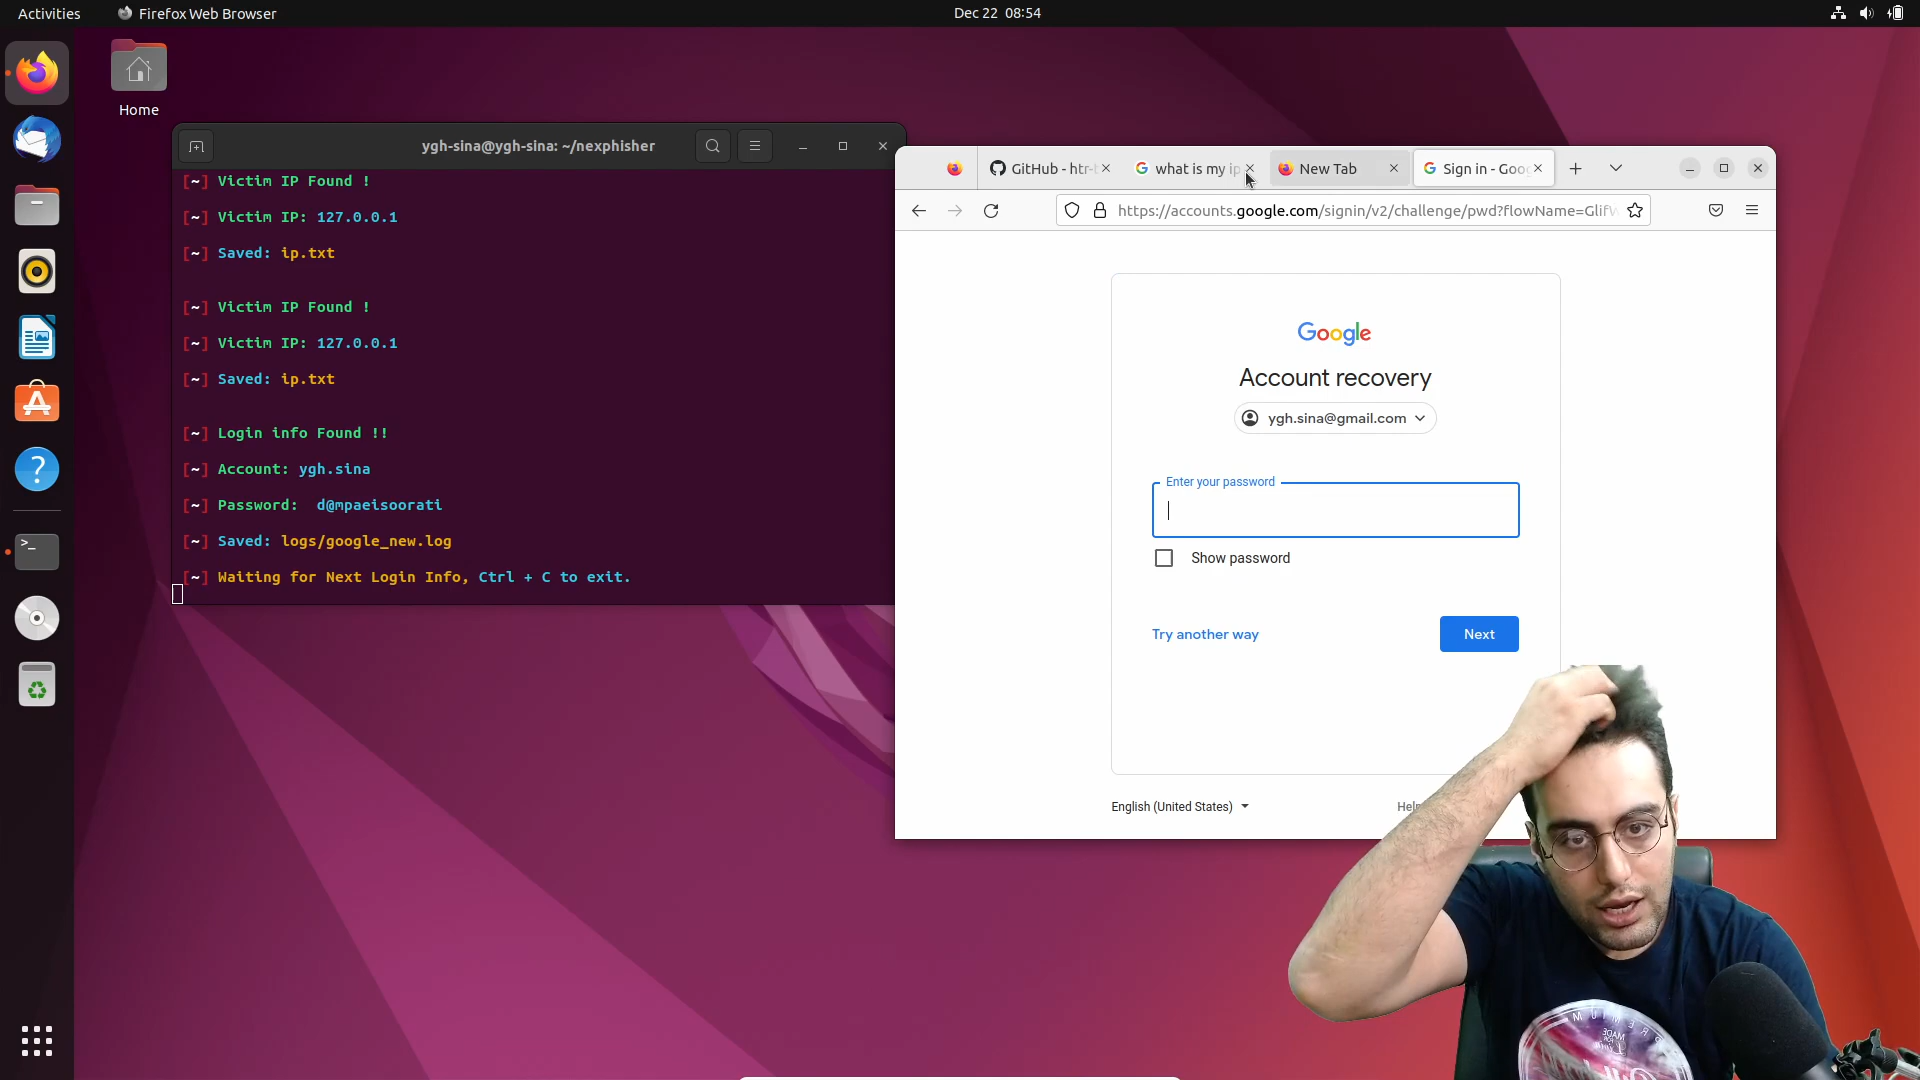 Activities
Firefox Web Browser
Dec 22 08:54
Home
ygh-sina@ygh-sina: ~/nexphisher
[~] Victim IP Found !
[~] Victim IP: 127.0.0.1
[~] Saved: ip.txt
[~] Victim IP Found !
[~] Victim IP: 127.0.0.1
[~] Saved: ip.txt
[~] Login info Found !!
[~] Account: ygh.sina
[~] Password: d@mpaeisoorati
[~] Saved: logs/google_new.log
[~] Waiting for Next Login Info, Ctrl + C to exit.
GitHub - htr-t
what is my ip
New Tab
Sign in - Goo
https://accounts.google.com/signin/v2/challenge/pwd?flowName=Glif
Google
Account recovery
ygh.sina@gmail.com
Enter your password
Show password
Try another way
Next
English (United States)
Help
PREMIUM
MADE
FOR